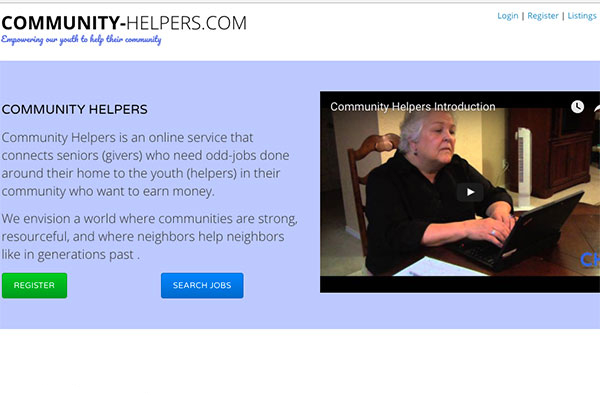 COMMUNITY-HELPERS.COM
Login | Register | Listings
Empowering our youth to help their community
COMMUNITY HELPERS
Community Helpers is an online service that
connects seniors (givers) who need odd-jobs done
around their home to the youth (helpers) in their
community who want to earn money.
We envision a world where communities are strong,
resourceful, and where neighbors help neighbors
like in generations past .
REGISTER
SEARCH JOBS
Community Helpers Introduction